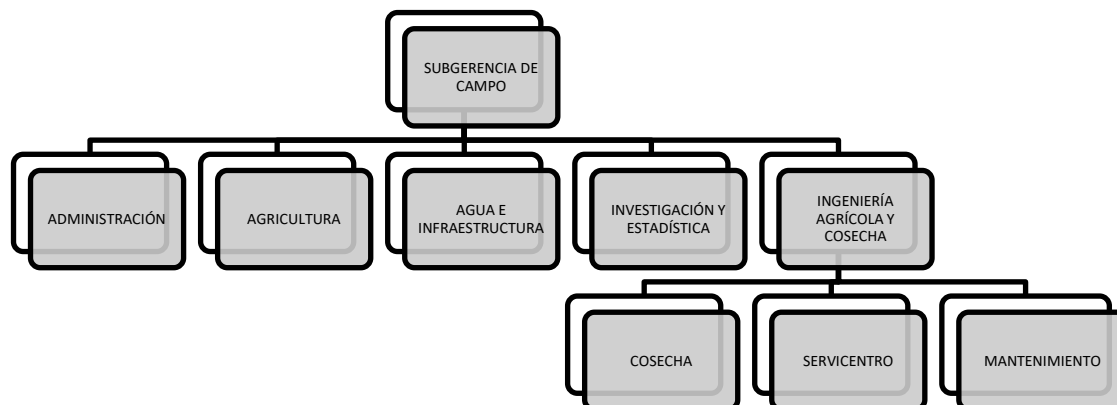 SUBGERENCIA DE
CAMPO
ADMINISTRACIÓN
AGRICULTURA
AGUA E
INFRAESTRUCTURA
INVESTIGACIÓN Y
ESTADÍSTICA
INGENIERÍA
AGRÍCOLA Y
COSECHA
COSECHA
SERVICENTRO
MANTENIMIENTO